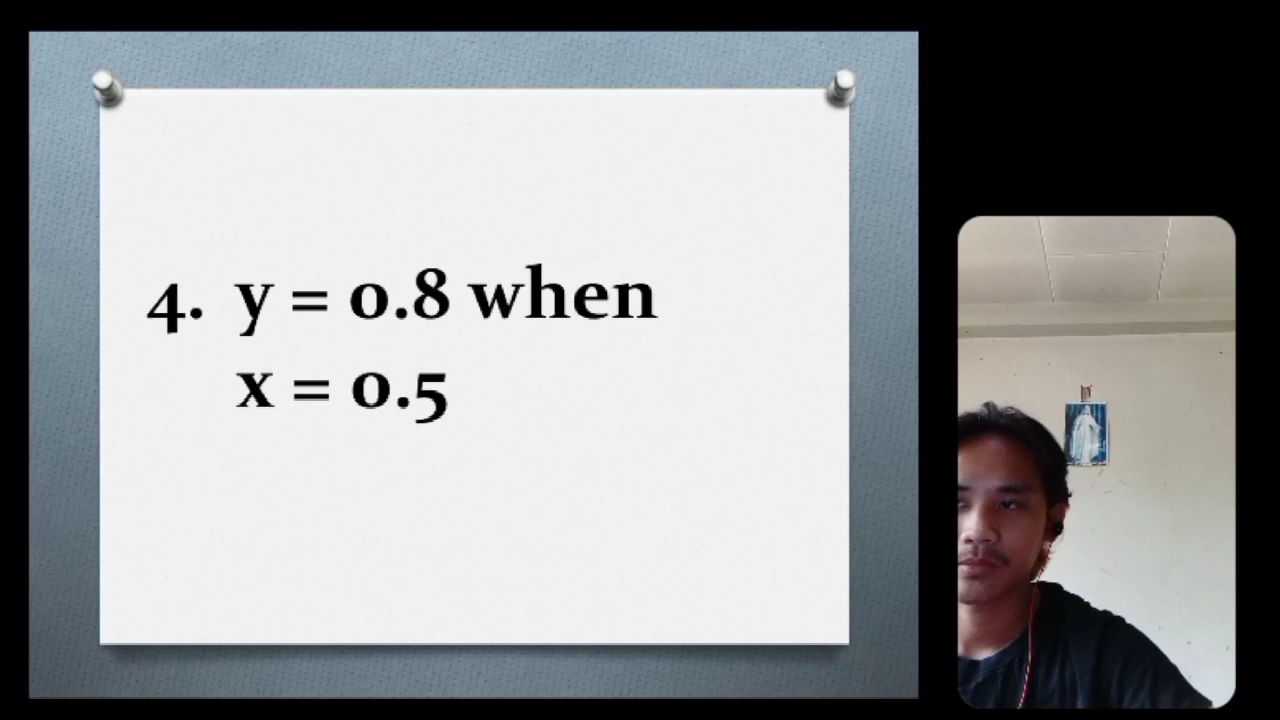 4. y = 0.8 when
x = 0.5